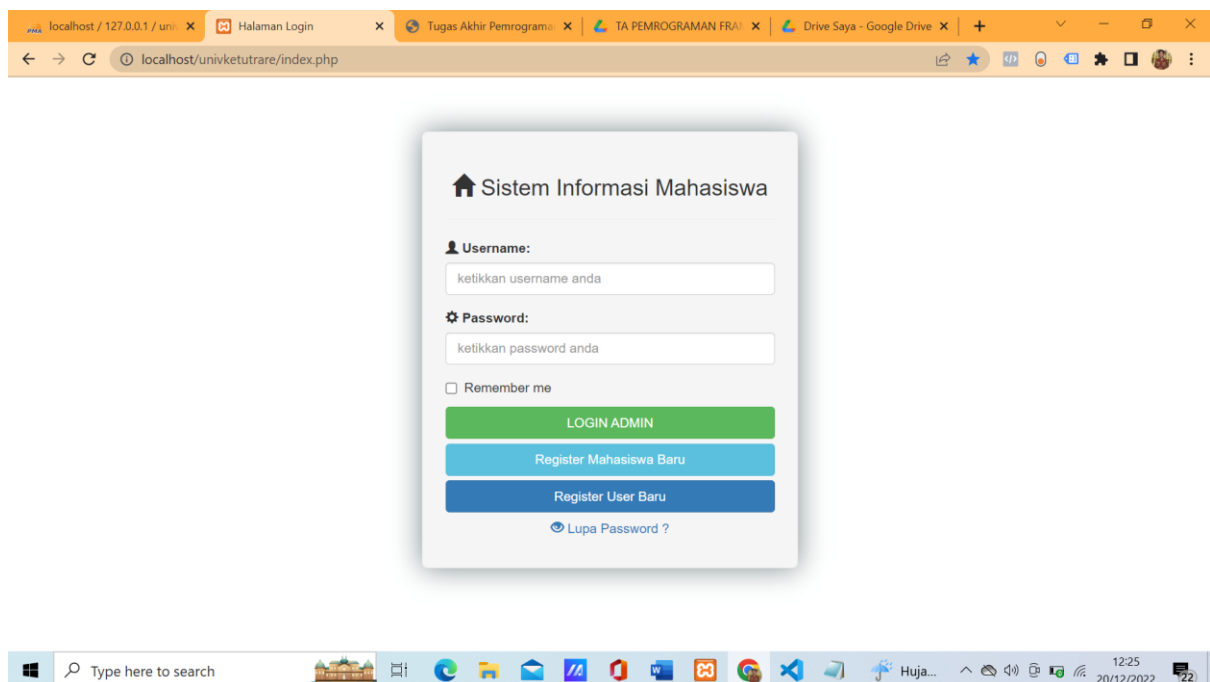 localhost / 127.0.0.1 / univ
Halaman Login
Tugas Akhir Pemrograma
TA PEMROGRAMAN FRAM
Drive Saya - Google Drive
localhost/univketutrare/index.php
Sistem Informasi Mahasiswa
Username:
ketikkan username anda
Password:
ketikkan password anda
Remember me
LOGIN ADMIN
Register Mahasiswa Baru
Register User Baru
Lupa Password ?
Type here to search
Huja...
12:25
20/12/2022
22